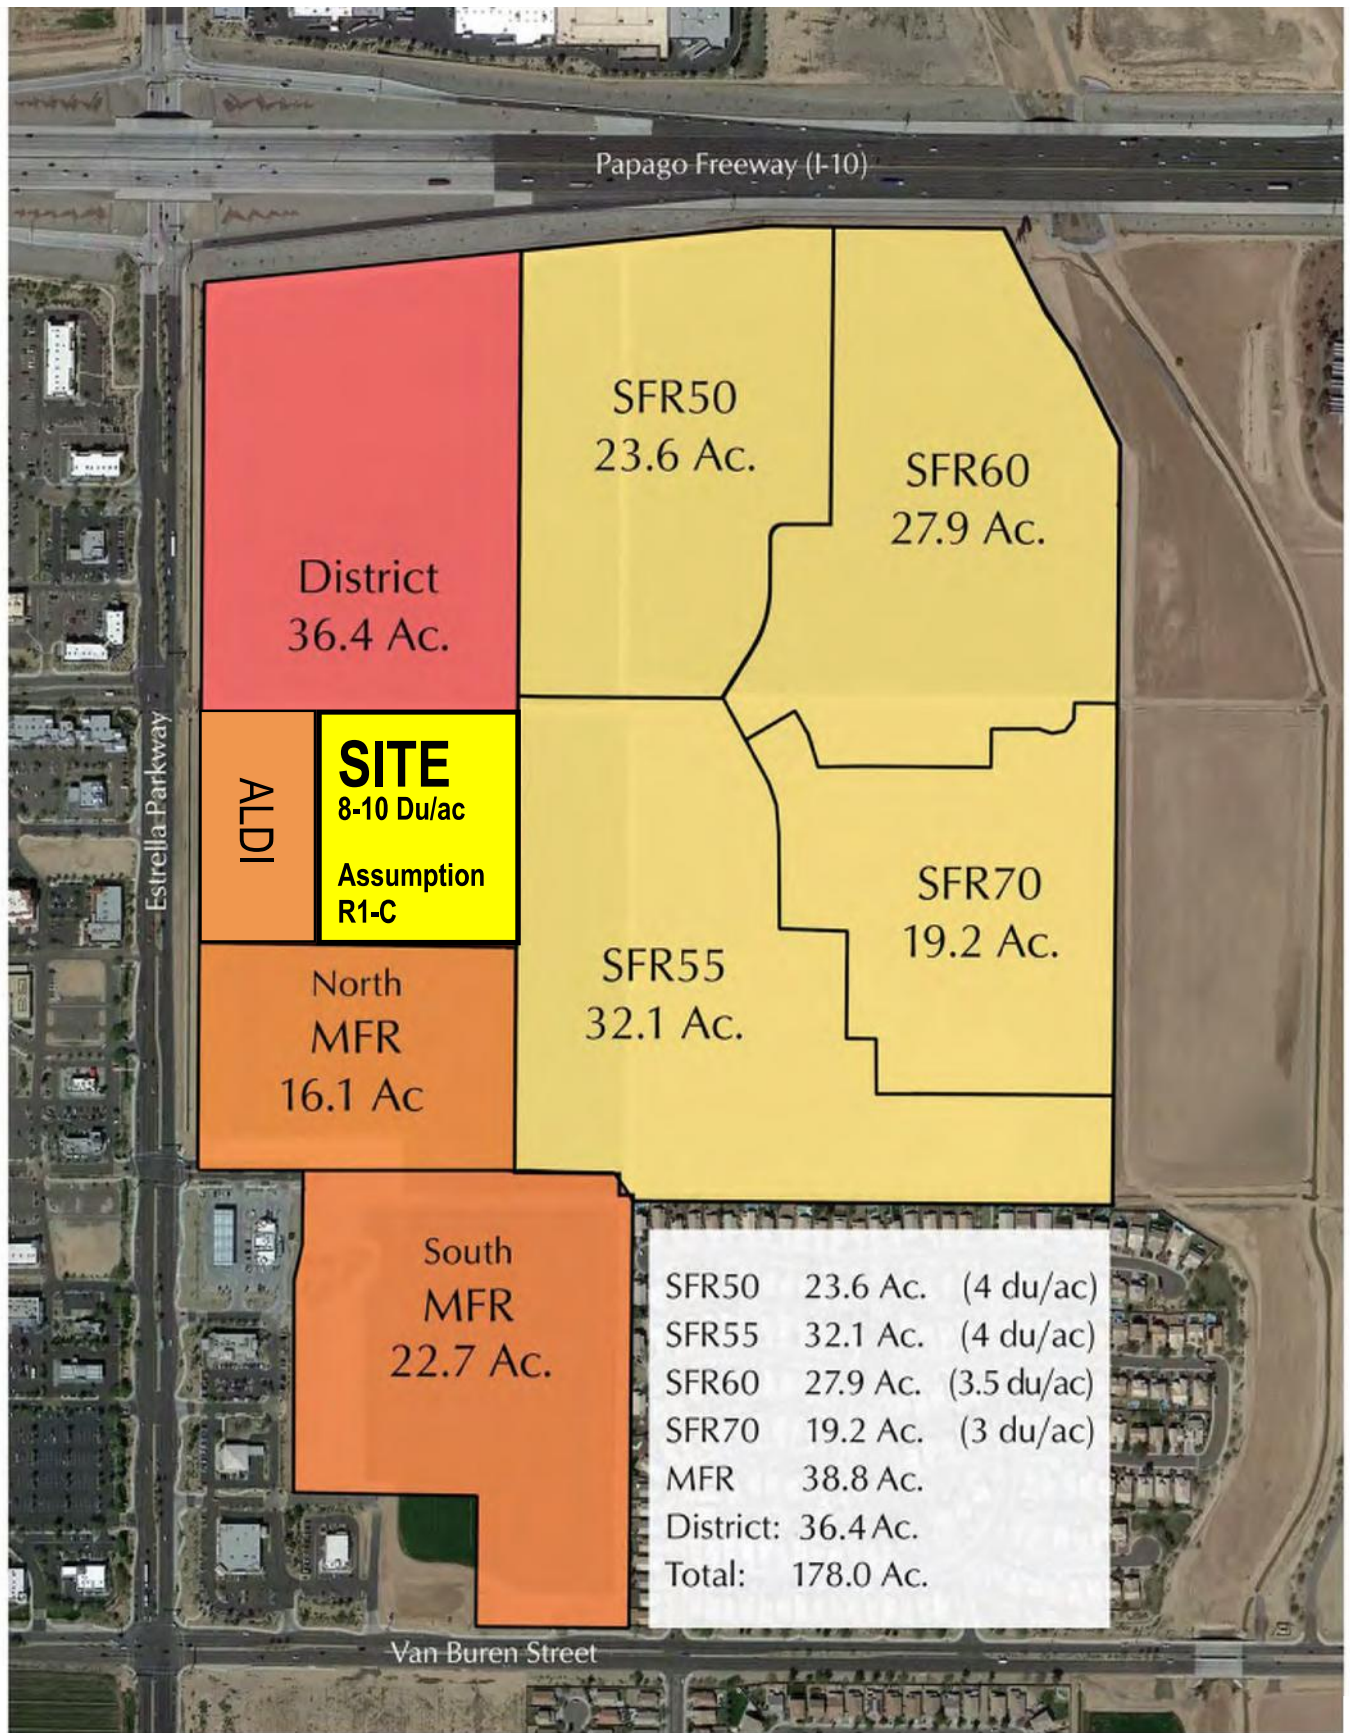 Papago Freeway (I-10)
SFR50
23.6 Ac.
SFR60
27.9 Ac.
District
36.4 Ac.
Estrella Parkway
ALDI
SITE
8-10 Du/ac
Assumption
R1-C
SFR70
19.2 Ac.
SFR55
32.1 Ac.
North
MFR
16.1 Ac
South
MFR
22.7 Ac.
SFR50 23.6 Ac. (4 du/ac)
SFR55 32.1 Ac. (4 du/ac)
SFR60 27.9 Ac. (3.5 du/ac)
SFR70 19.2 Ac. (3 du/ac)
MFR 38.8 Ac.
District: 36.4 Ac.
Total: 178.0 Ac.
Van Buren Street